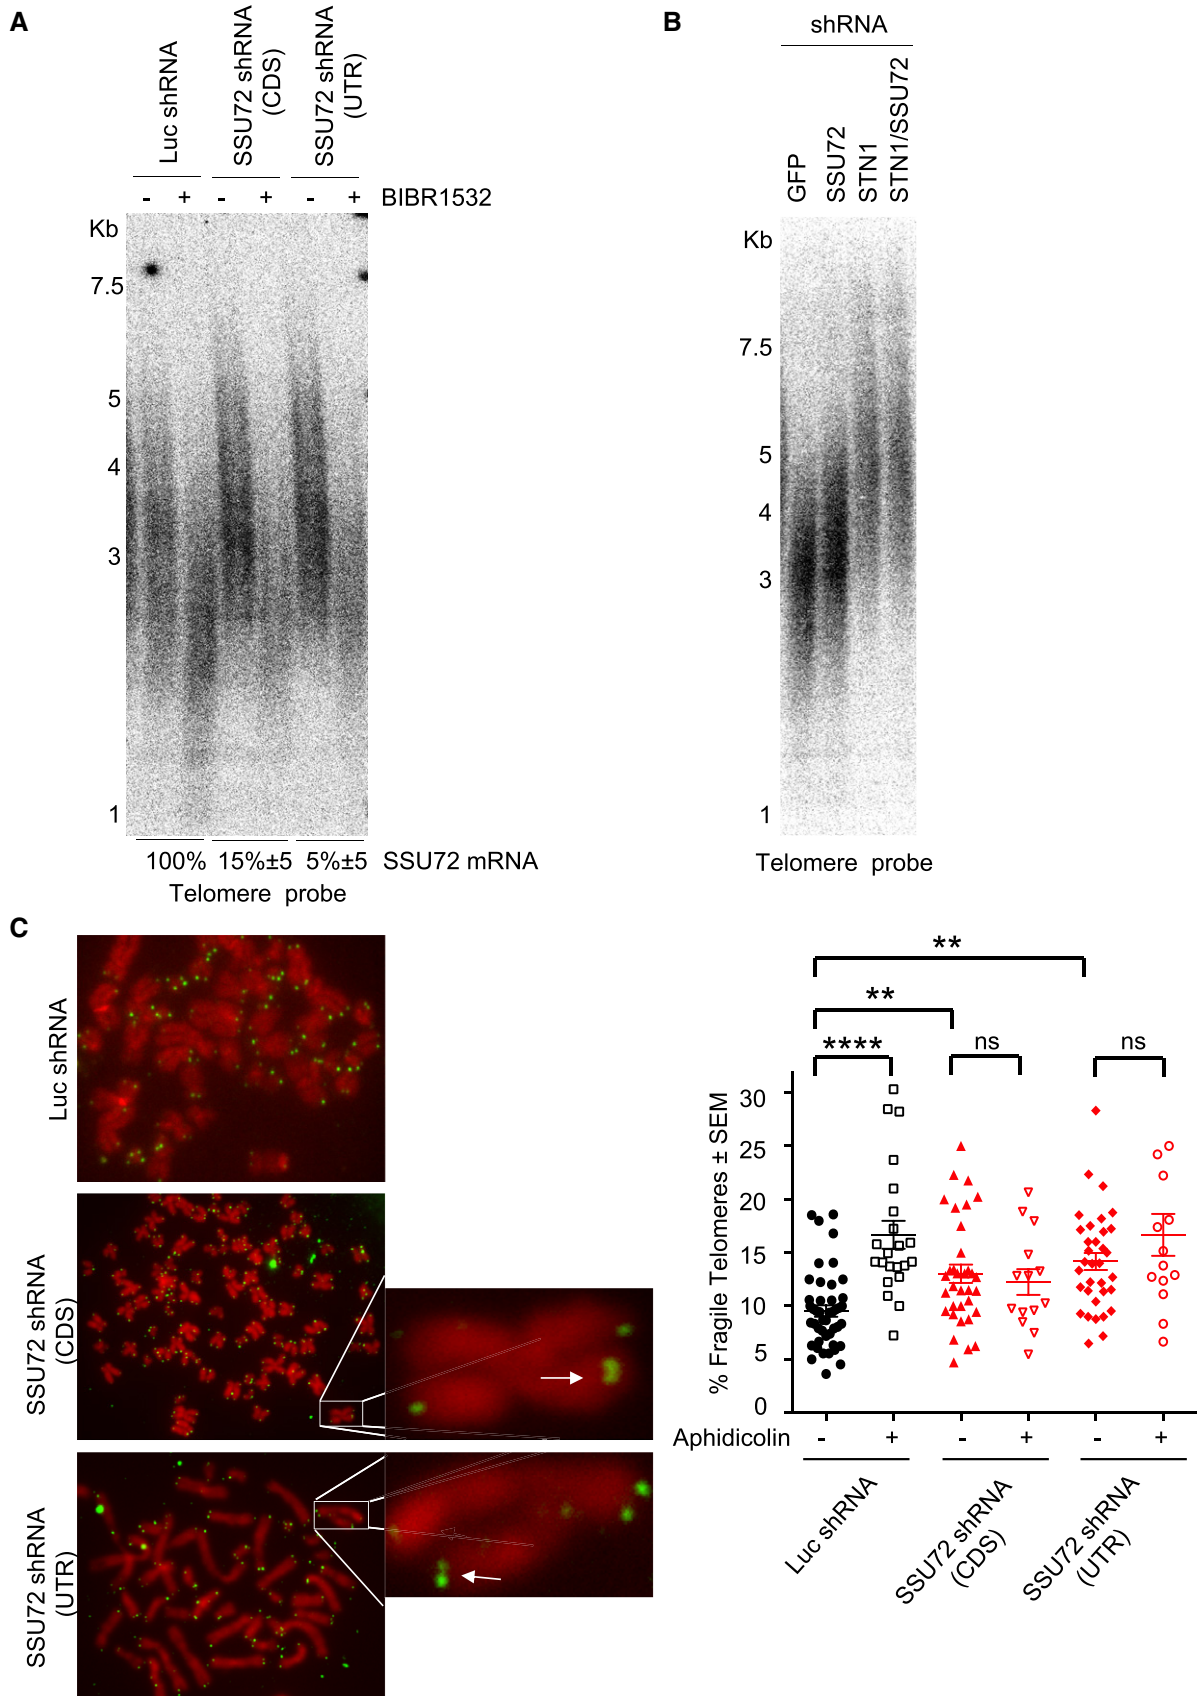 A
Luc shRNA
SSU72 shRNA
(CDS)
SSU72 shRNA
(UTR)
- + - + - + BIBR1532
Kb
7.5
5
4
3
1
100% 15%±5 5%±5 SSU72 mRNA
Telomere probe
B
shRNA
GFP
SSU72
STN1
STN1/SSU72
Kb
7.5
5
4
3
1
Telomere probe
C
Luc shRNA
SSU72 shRNA
(CDS)
SSU72 shRNA
(UTR)
**
**
**** ns ns
% Fragile Telomeres ± SEM
30
25
20
15
10
5
0
Aphidicolin - + - + - +
Luc shRNA
SSU72 shRNA
(CDS)
SSU72 shRNA
(UTR)